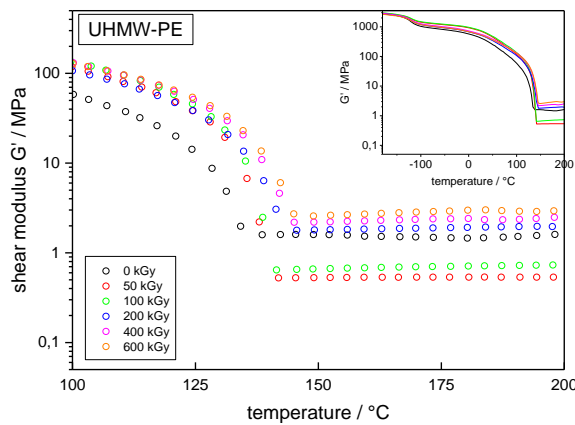 UHMW-PE
shear modulus G' / MPa
100
10
1
0,1
100
125
150
175
200
temperature / °C
0 kGy
50 kGy
100 kGy
200 kGy
400 kGy
600 kGy
G' / MPa
1000
100
10
1
0,1
-100
0
100
200
temperature / °C